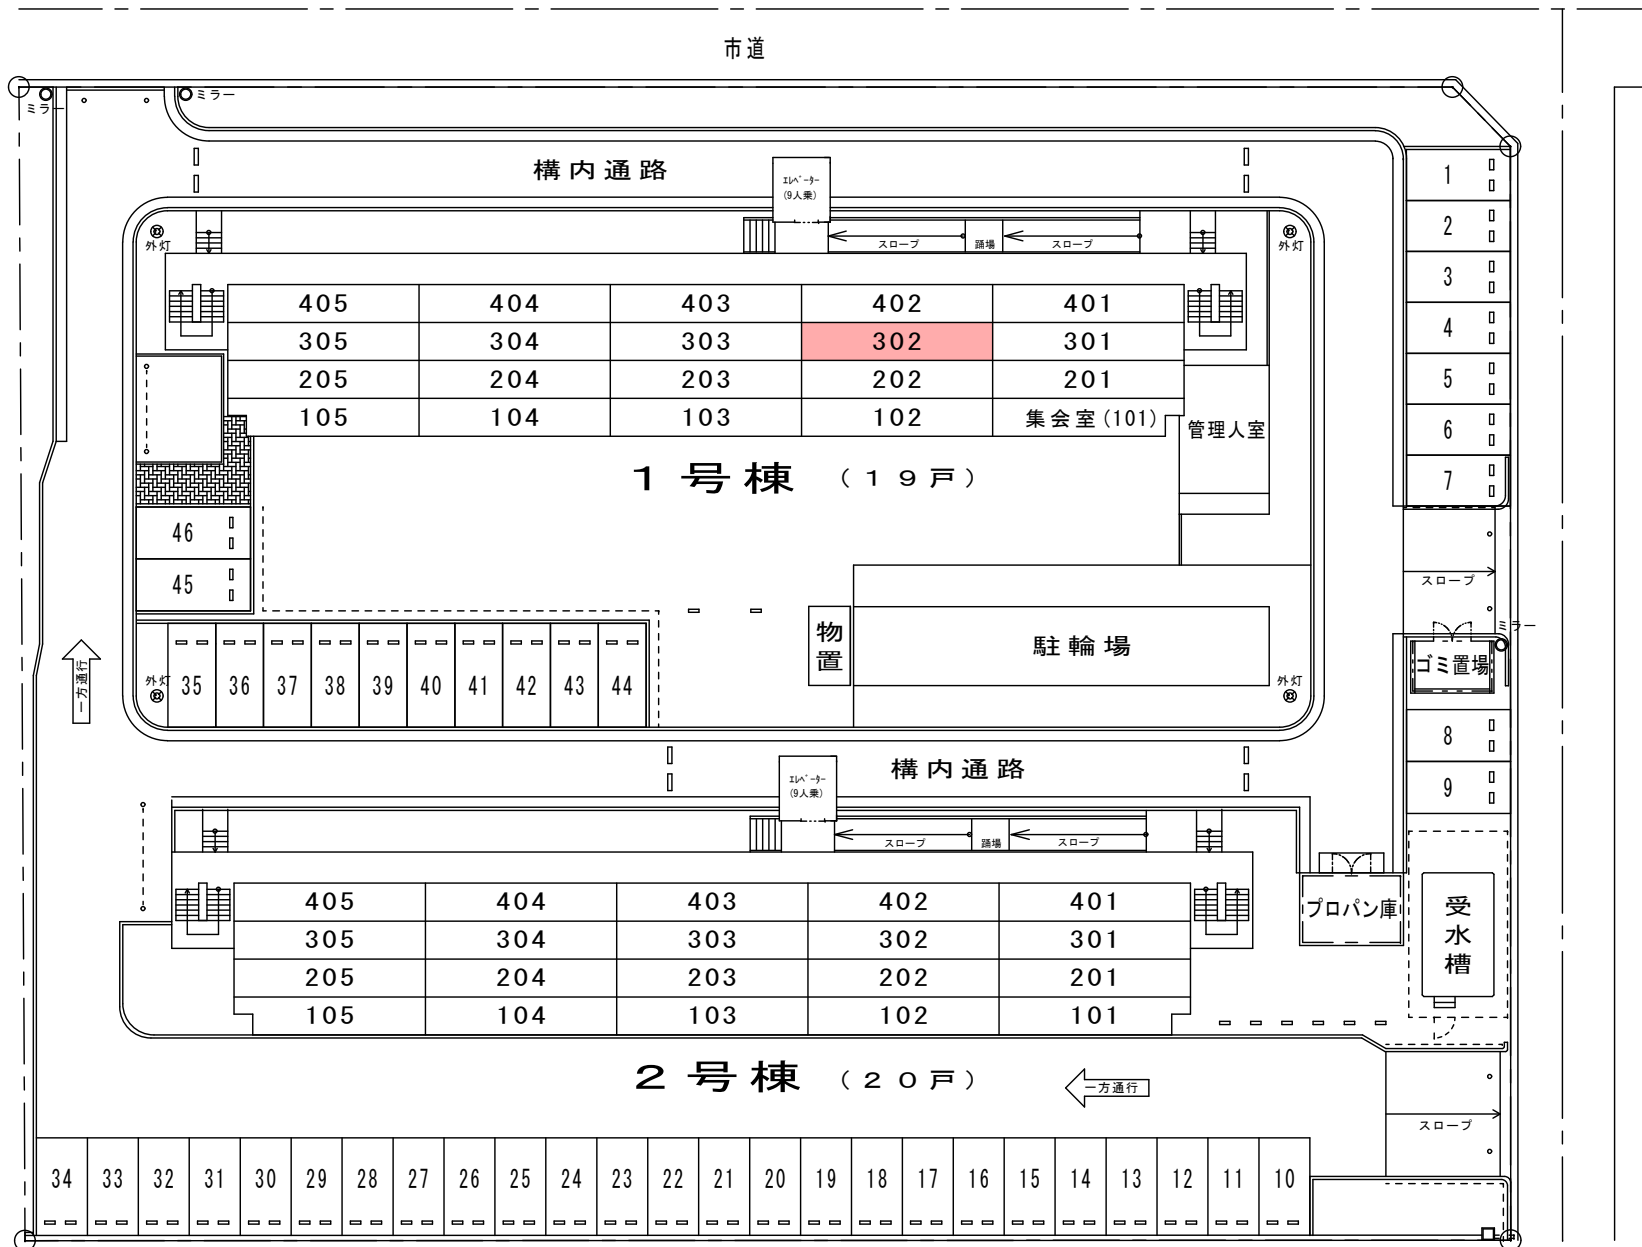 市道
ミラー
ミラー
構内通路
エレベーター
(9人乗)
外灯
スロープ
踊場
スロープ
外灯
405 404 403 402 401
305 304 303 302 301
205 204 203 202 201
105 104 103 102 集会室(101)
管理人室
1号棟 （19戸）
1
2
3
4
5
6
7
スロープ
ミラー
ゴミ置場
8
9
46
45
一方通行
外灯
35 36 37 38 39 40 41 42 43 44
物置
駐輪場
外灯
構内通路
エレベーター
(9人乗)
スロープ
踊場
スロープ
405 404 403 402 401
305 304 303 302 301
205 204 203 202 201
105 104 103 102 101
プロパン庫
受水槽
2号棟 （20戸）
一方通行
スロープ
34 33 32 31 30 29 28 27 26 25 24 23 22 21 20 19 18 17 16 15 14 13 12 11 10